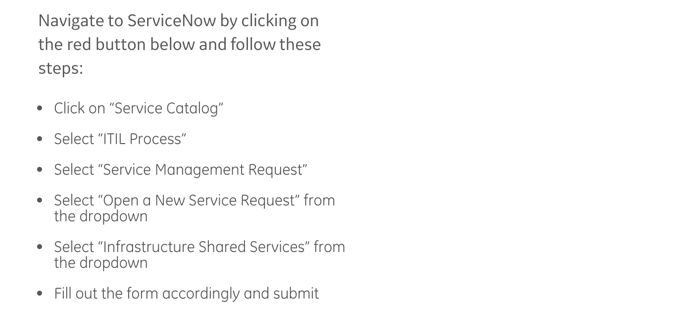 Navigate to ServiceNow by clicking on
the red button below and follow these
steps:
• Click on "Service Catalog"
• Select "ITIL Process"
• Select "Service Management Request"
• Select "Open a New Service Request" from
the dropdown
• Select "Infrastructure Shared Services" from
the dropdown
• Fill out the form accordingly and submit